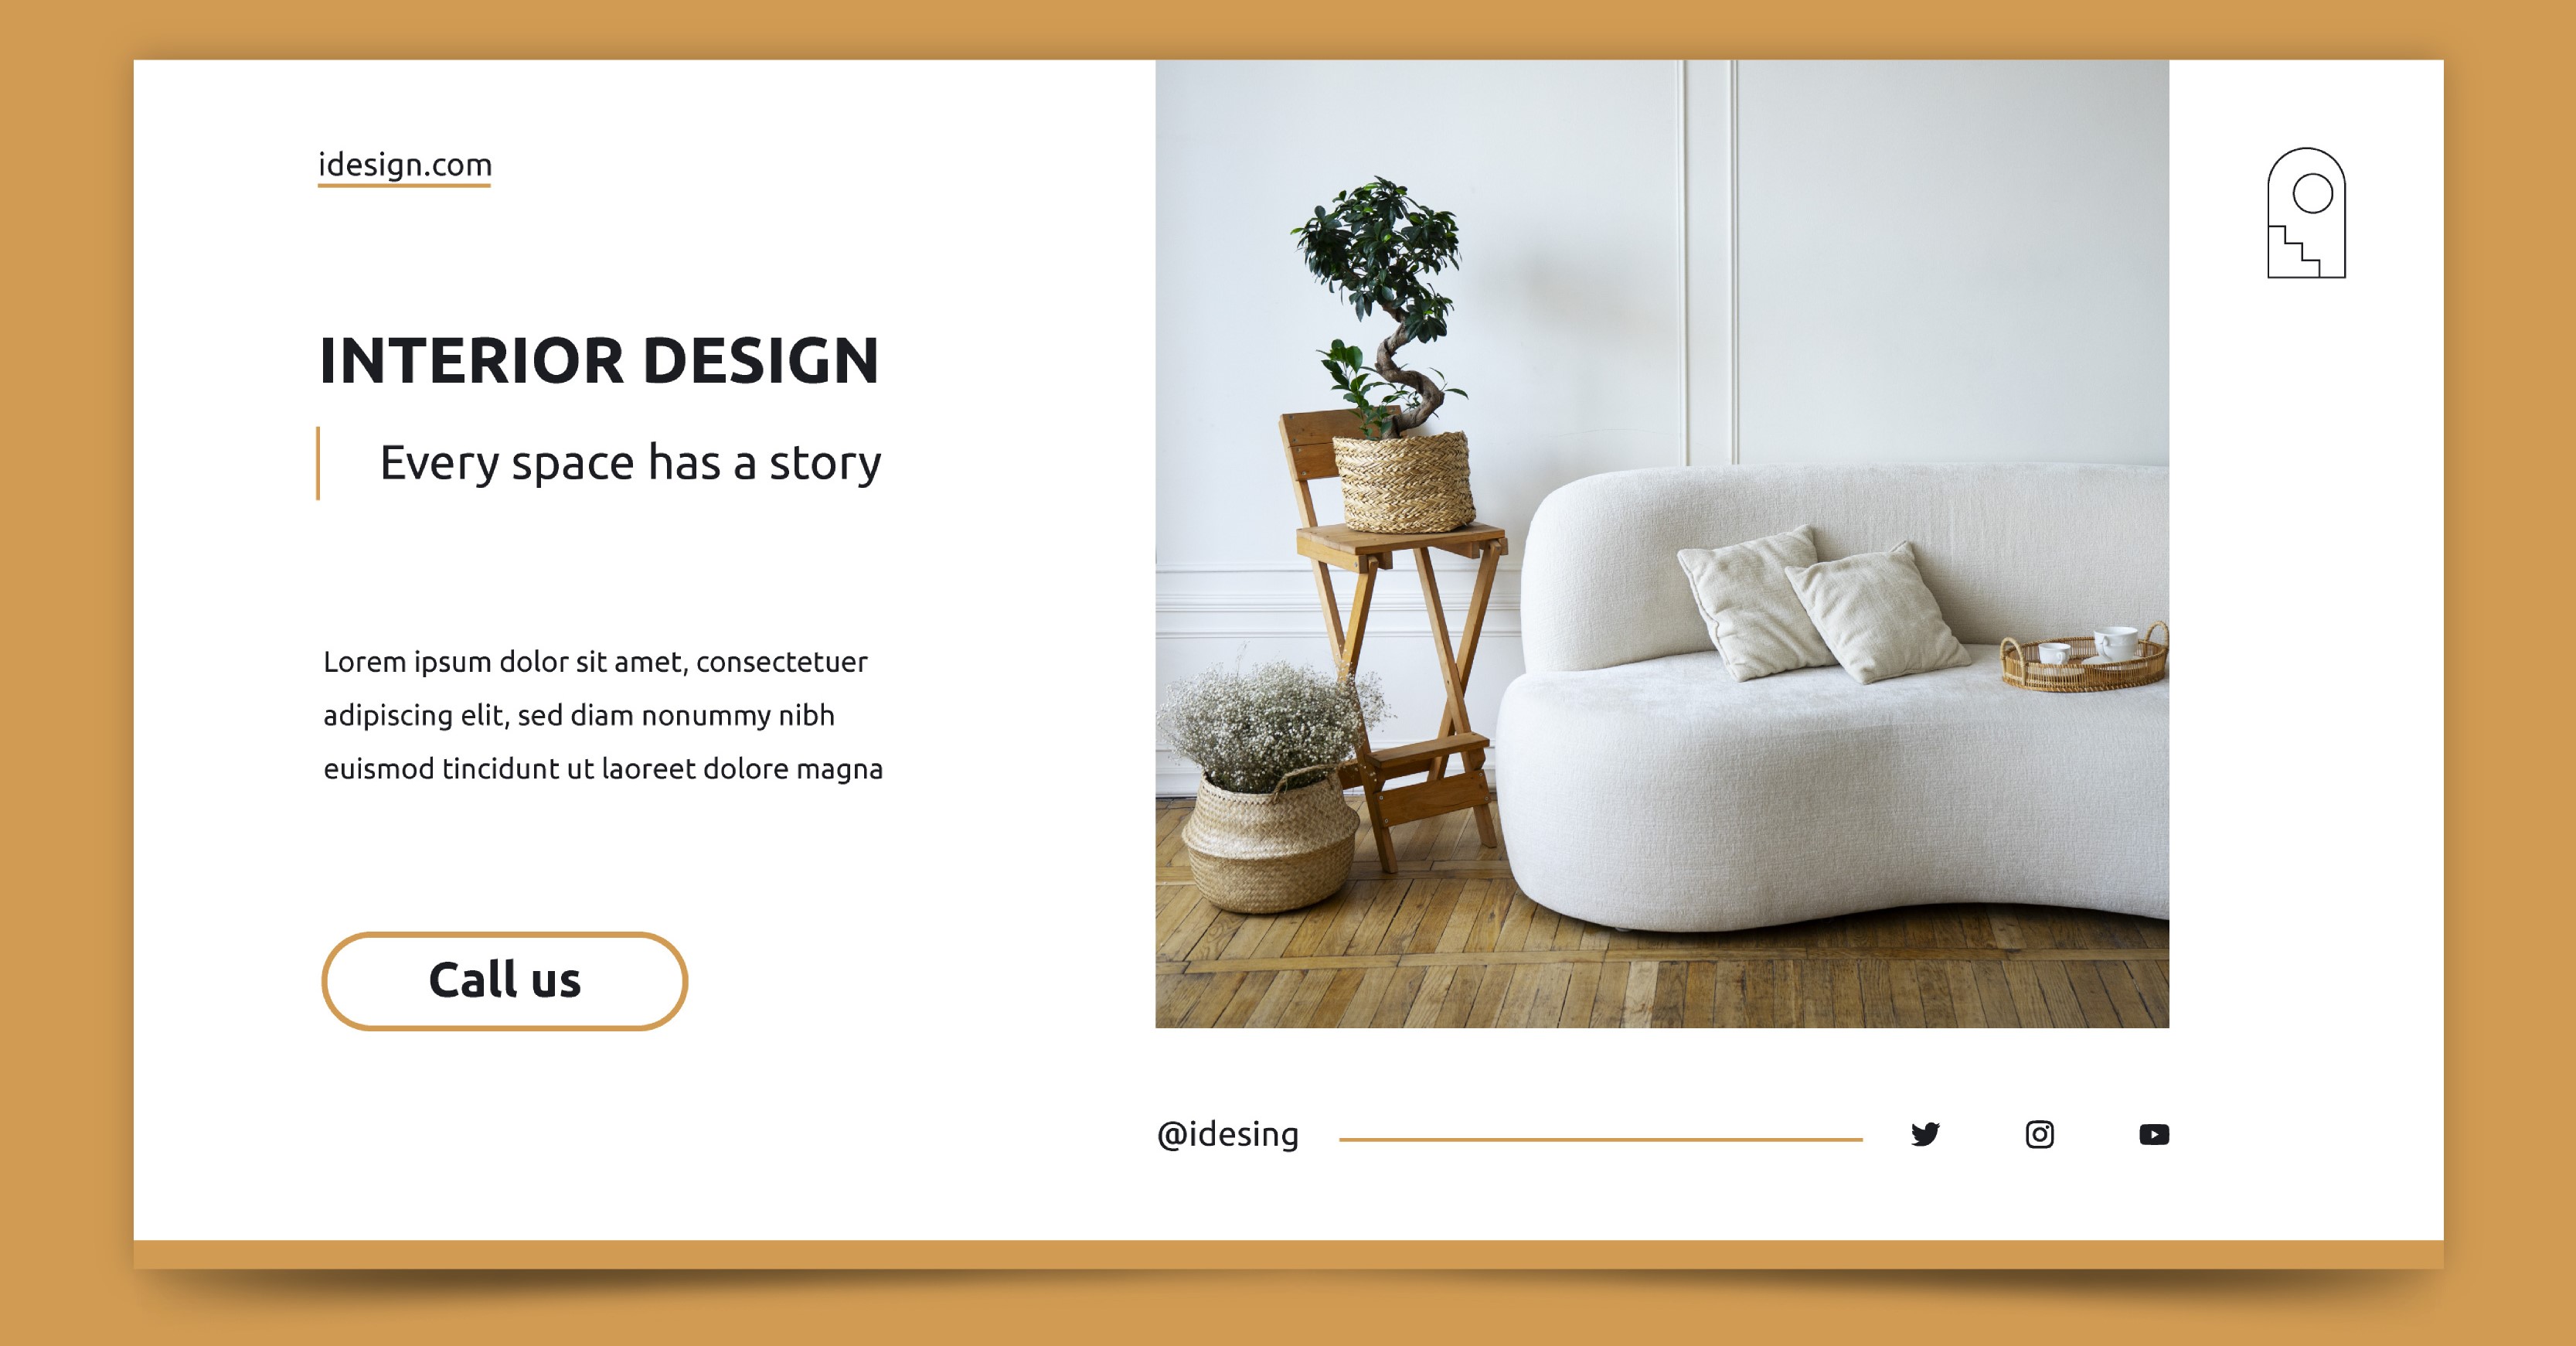 idesign.com
INTERIOR DESIGN
Every space has a story
Lorem ipsum dolor sit amet, consectetuer
adipiscing elit, sed diam nonummy nibh
euismod tincidunt ut laoreet dolore magna
Call us
@idesing